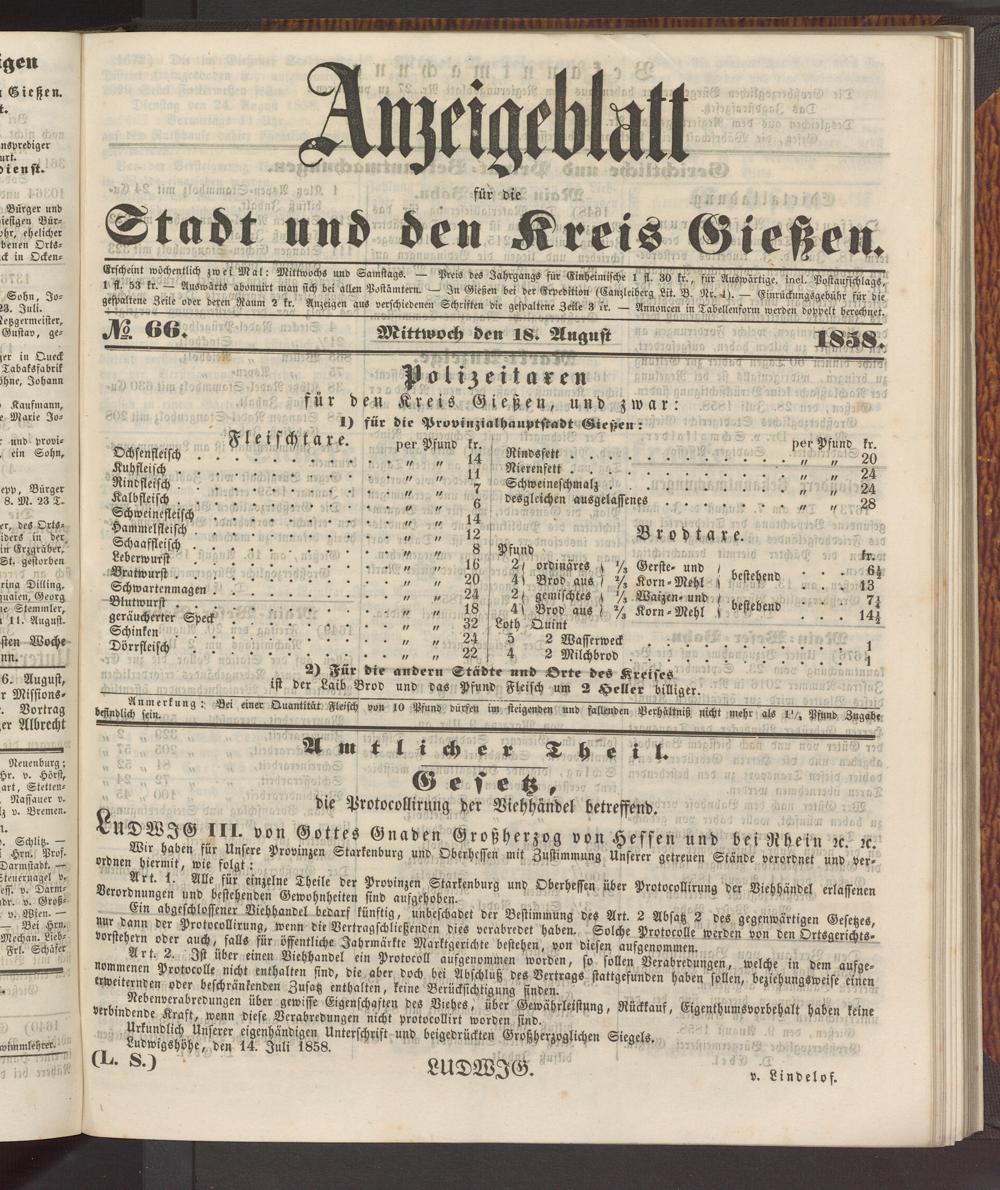 Anzeigeblatt
für die
Stadt und den Kreis Gießen.
Erscheint wöchentlich zwei Mal: Mittwochs und Samstags. — Preis des Jahrgangs für Einheimische 1 fl. 30 kr., für Auswärtige, incl. Postaufschlags,
1 fl. 53 kr. — Auswärts abonnirt man sich bei allen Postämtern. — In Gießen bei der Expedition (Canzleiberg Lit. B. Nr. 1). — Einrückungsgebühr für die
gespaltene Zeile oder deren Raum 2 kr. Anzeigen aus verschiedenen Schriften die gespaltene Zeile 3 kr. — Annoncen in Tabellenform werden doppelt berechnet.
№ 66. Mittwoch den 18. August 1858.
Polizeitaxen
für den Kreis Gießen, und zwar:
1) für die Provinzialhauptstadt Gießen:
Fleischtaxe. per Pfund kr.
Ochsenfleisch . . . „ „ 14
Kuhfleisch . . . „ „ 11
Rindfleisch . . . „ „ 7
Kalbfleisch . . . „ „ 6
Schweinefleisch . . . „ „ 14
Hammelfleisch . . . „ „ 12
Schaaffleisch . . . „ „ 8
Leberwurst . . . „ „ 16
Bratwurst . . . „ „ 20
Schwartenmagen . . . „ „ 24
Blutwurst . . . „ „ 18
geräucherter Speck . . . „ „ 32
Schinken . . . „ „ 24
Dörrfleisch . . . „ „ 22
per Pfund kr.
Rindsfett . . . „ „ 20
Nierenfett . . . „ „ 24
Schweineschmalz . . . „ „ 24
desgleichen ausgelassenes . . . „ „ 28
Brodtaxe.
Pfund kr.
2 ordinäres ⅓ Gerste- und bestehend . . . 6½
4 Brod aus ⅔ Korn-Mehl 13
2 gemischtes ⅓ Waizen- und bestehend . . . 7¼
4 Brod aus ⅔ Korn-Mehl 14½
Loth Quint
5 2 Wasserweck . . . 1
4 2 Milchbrod . . . 1
2) Für die andern Städte und Orte des Kreises
ist der Laib Brod und das Pfund Fleisch um 2 Heller billiger.
Anmerkung: Bei einer Quantität Fleisch von 10 Pfund dürfen im steigenden und fallenden Verhältniß nicht mehr als 1½ Pfund Zugabe
befindlich sein.
Amtlicher Theil.
Gesetz,
die Protocollirung der Viehhändel betreffend.
LUDWIG III. von Gottes Gnaden Großherzog von Hessen und bei Rhein ꝛc. ꝛc.
Wir haben für Unsere Provinzen Starkenburg und Oberhessen mit Zustimmung Unserer getreuen Stände verordnet und ver-
ordnen hiermit, wie folgt:
Art. 1. Alle für einzelne Theile der Provinzen Starkenburg und Oberhessen über Protocollirung der Viehhändel erlassenen
Verordnungen und bestehenden Gewohnheiten sind aufgehoben.
Ein abgeschlossener Viehhandel bedarf künftig, unbeschadet der Bestimmung des Art. 2 Absatz 2 des gegenwärtigen Gesetzes,
nur dann der Protocollirung, wenn die Vertragschließenden dies verabredet haben. Solche Protocolle werden von den Ortsgerichts-
vorstehern oder auch, falls für öffentliche Jahrmärkte Marktgerichte bestehen, von diesen aufgenommen.
Art. 2. Ist über einen Viehhandel ein Protocoll aufgenommen worden, so sollen Verabredungen, welche in dem aufge-
nommenen Protocolle nicht enthalten sind, die aber doch bei Abschluß des Vertrags stattgefunden haben sollen, beziehungsweise einen
erweiternden oder beschränkenden Zusatz enthalten, keine Berücksichtigung finden.
Nebenverabredungen über gewisse Eigenschaften des Viehes, über Gewährleistung, Rückauf, Eigenthumsvorbehalt haben keine
verbindende Kraft, wenn diese Verabredungen nicht protocollirt worden sind.
Urkundlich Unserer eigenhändigen Unterschrift und beigedrückten Großherzoglichen Siegels.
Ludwigshöhe, den 14. Juli 1858.
(L. S.) LUDWIG. v. Lindelof.